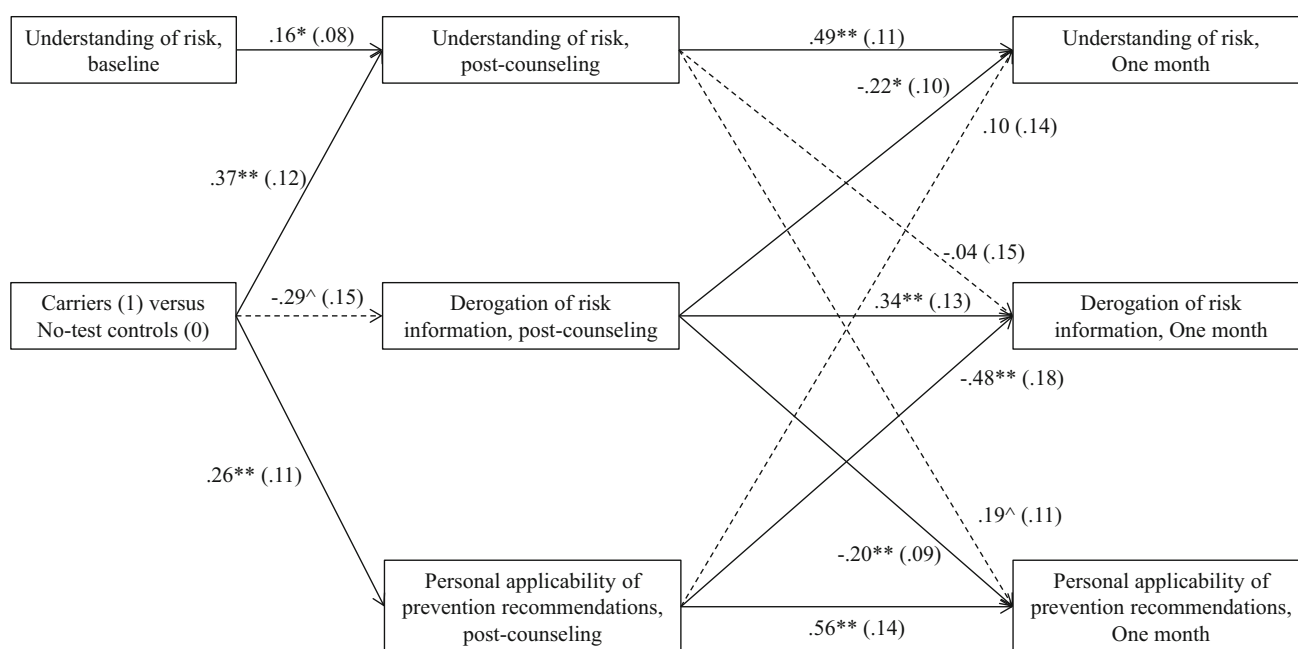 Understanding of risk,
baseline
.16* (.08)
Understanding of risk,
post-counseling
.49** (.11)
Understanding of risk,
One month
-.22* (.10)
.10 (.14)
.37** (.12)
Carriers (1) versus
No-test controls (0)
-.29^ (.15)
Derogation of risk
information, post-counseling
-.04 (.15)
.34** (.13)
Derogation of risk
information, One month
-.48** (.18)
.26** (.11)
.19^ (.11)
-.20** (.09)
Personal applicability of
prevention recommendations,
post-counseling
.56** (.14)
Personal applicability of
prevention recommendations,
One month